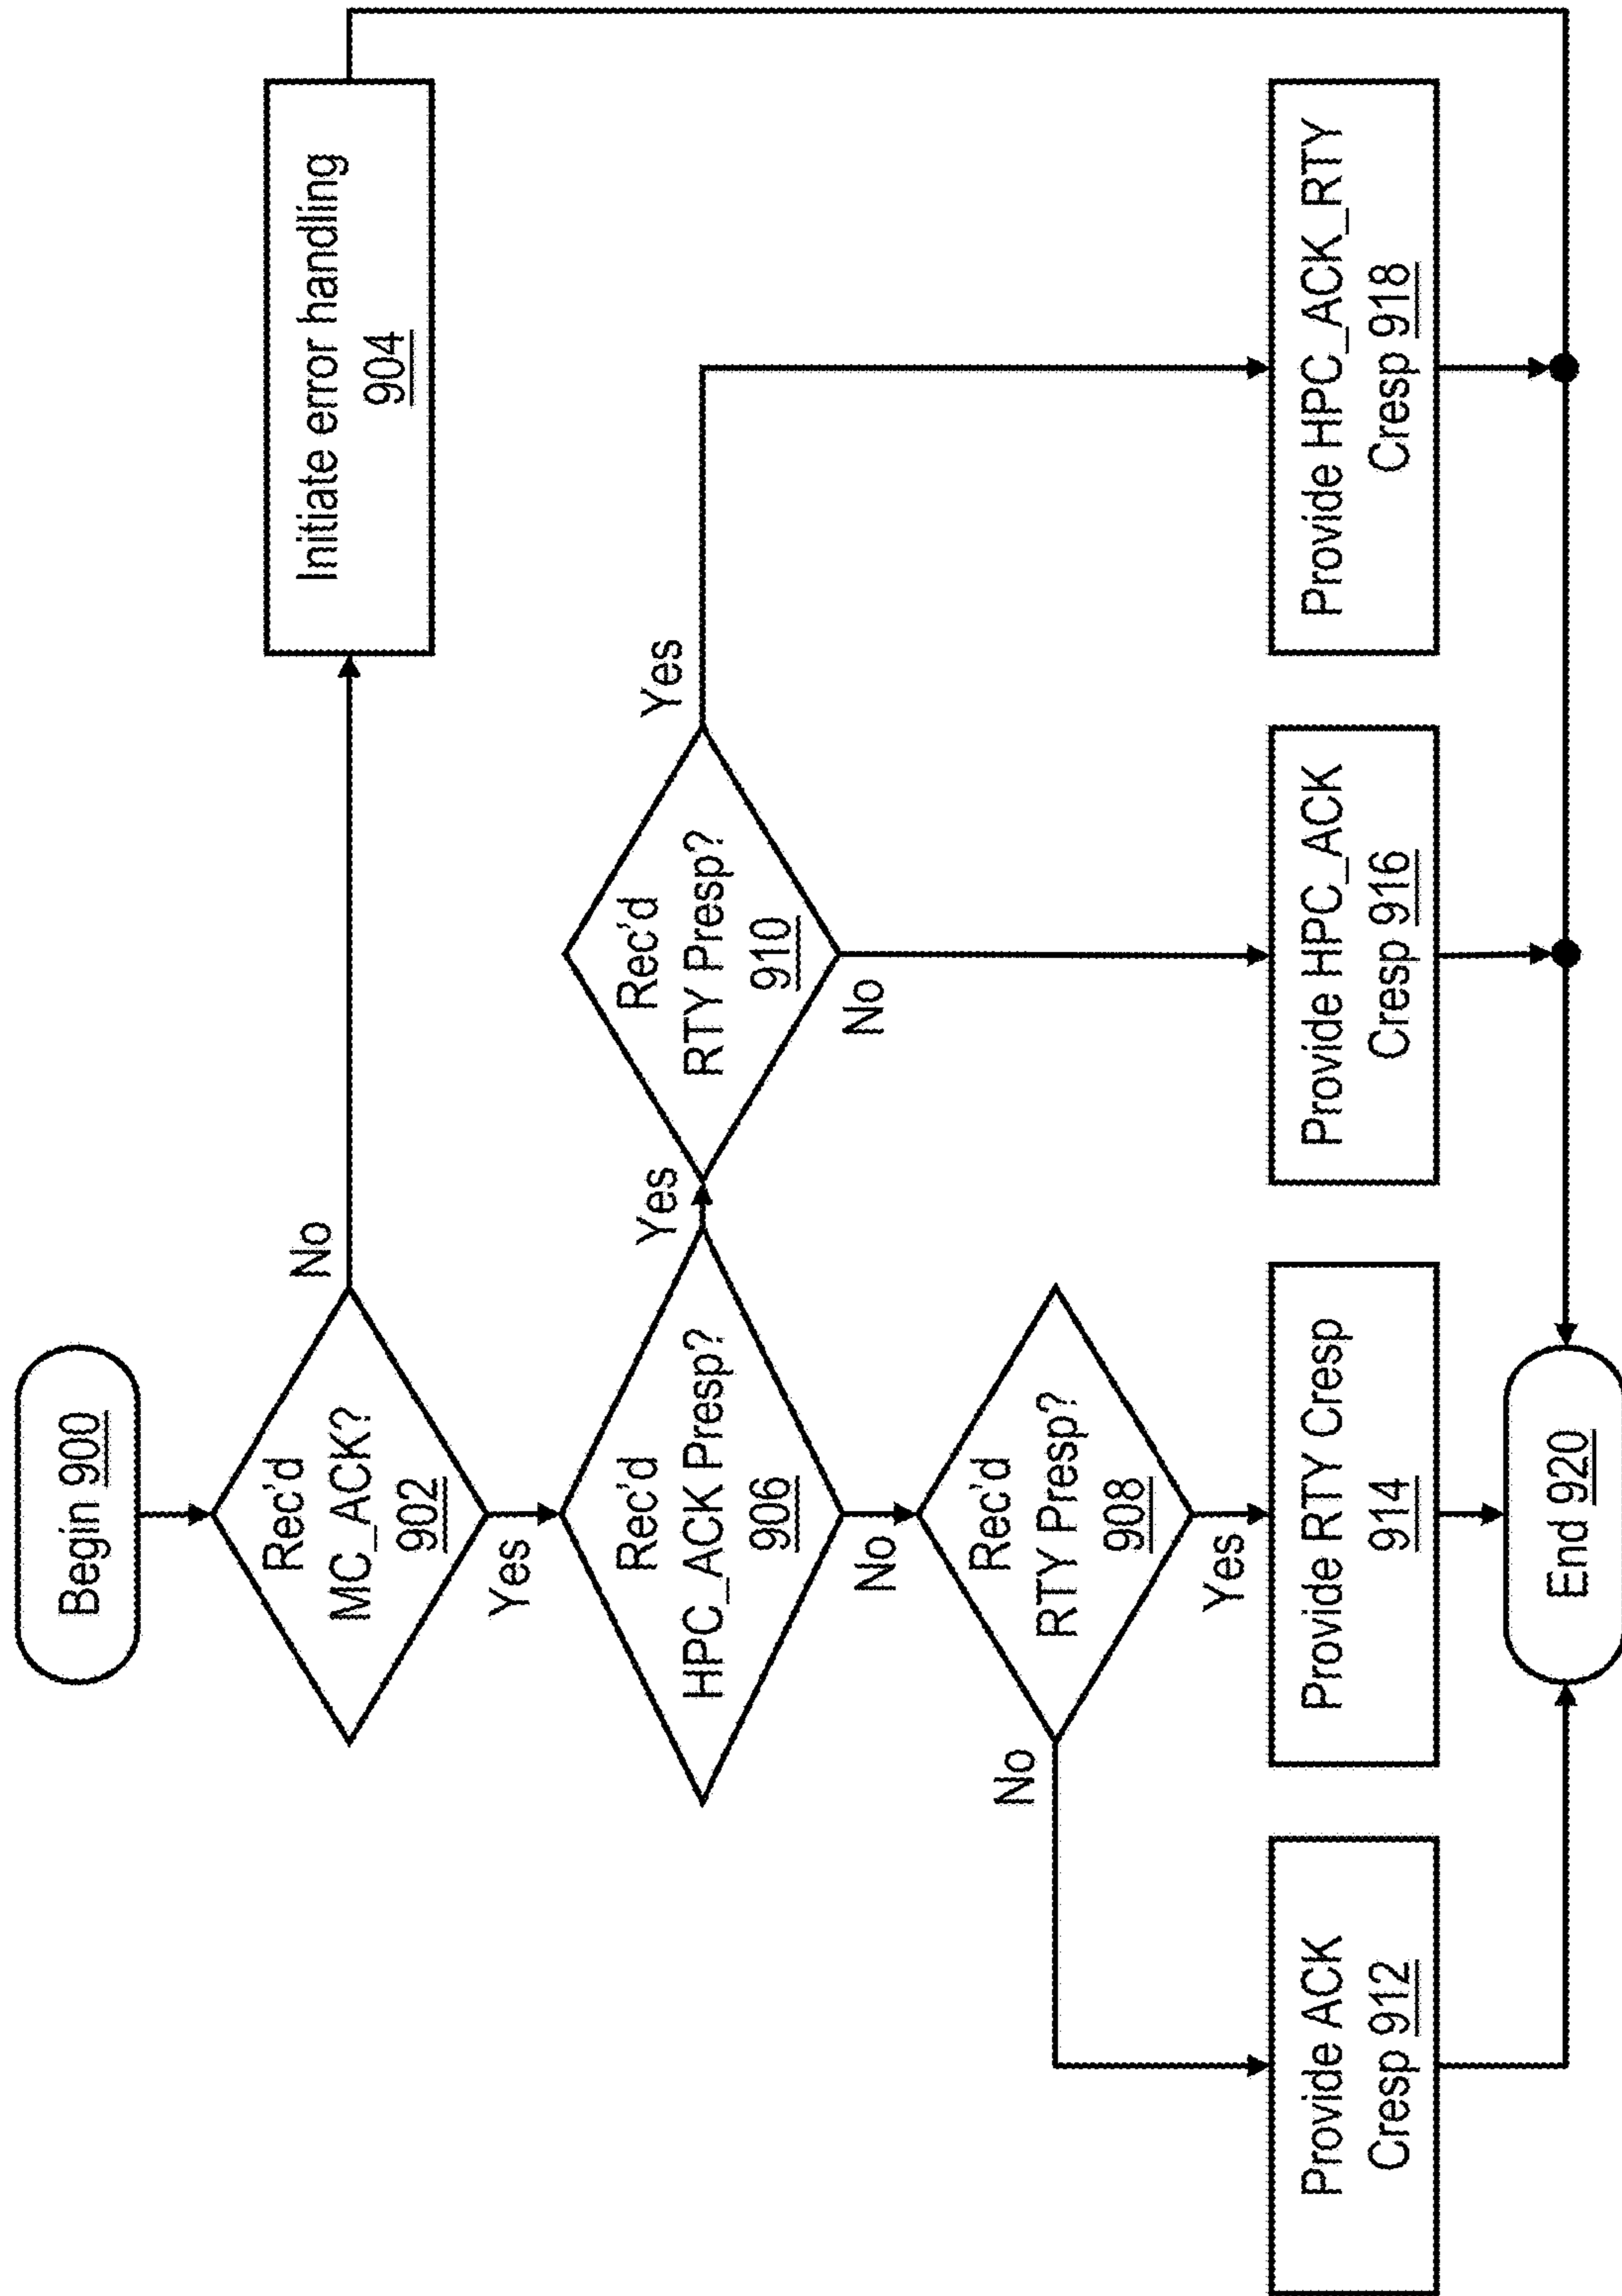 Begin 900
Rec'd
MC_ACK?
902
No
Yes
Initiate error handling
904
Rec'd
HPC_ACK Presp?
906
Yes
No
Rec'd
RTY Presp?
910
Yes
No
Rec'd
RTY Presp?
908
No
Yes
Provide ACK
Cresp 912
Provide RTY Cresp
914
Provide HPC_ACK
Cresp 916
Provide HPC_ACK_RTY
Cresp 918
End 920